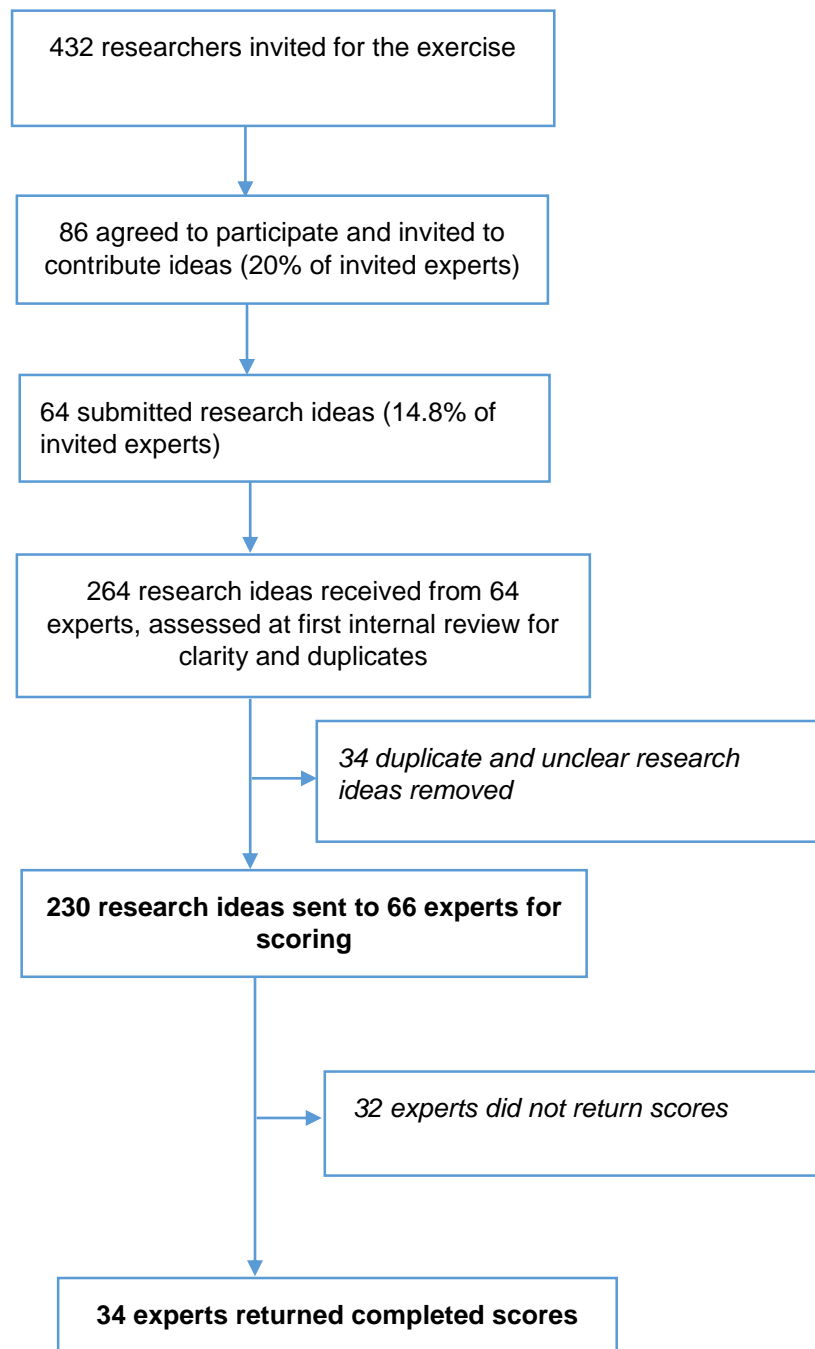 432 researchers invited for the exercise
86 agreed to participate and invited to
contribute ideas (20% of invited experts)
64 submitted research ideas (14.8% of
invited experts)
264 research ideas received from 64
experts, assessed at first internal review for
clarity and duplicates
34 duplicate and unclear research
ideas removed
230 research ideas sent to 66 experts for
scoring
32 experts did not return scores
34 experts returned completed scores